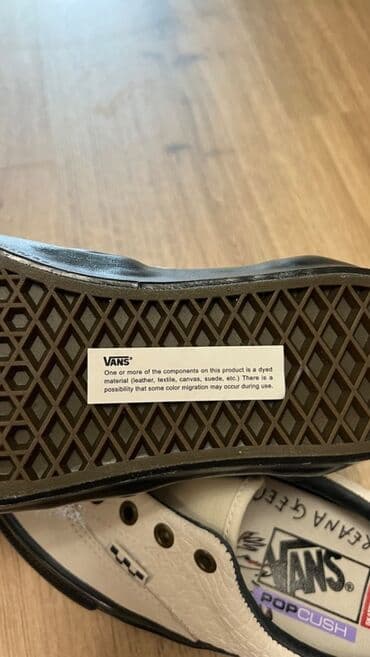 VANS®
One or more of the components on this product is a dyed
material (leather, textile, canvas, suede, etc.) There is a
possibility that some color migration may occur during use.
VANS®
POPCUSH